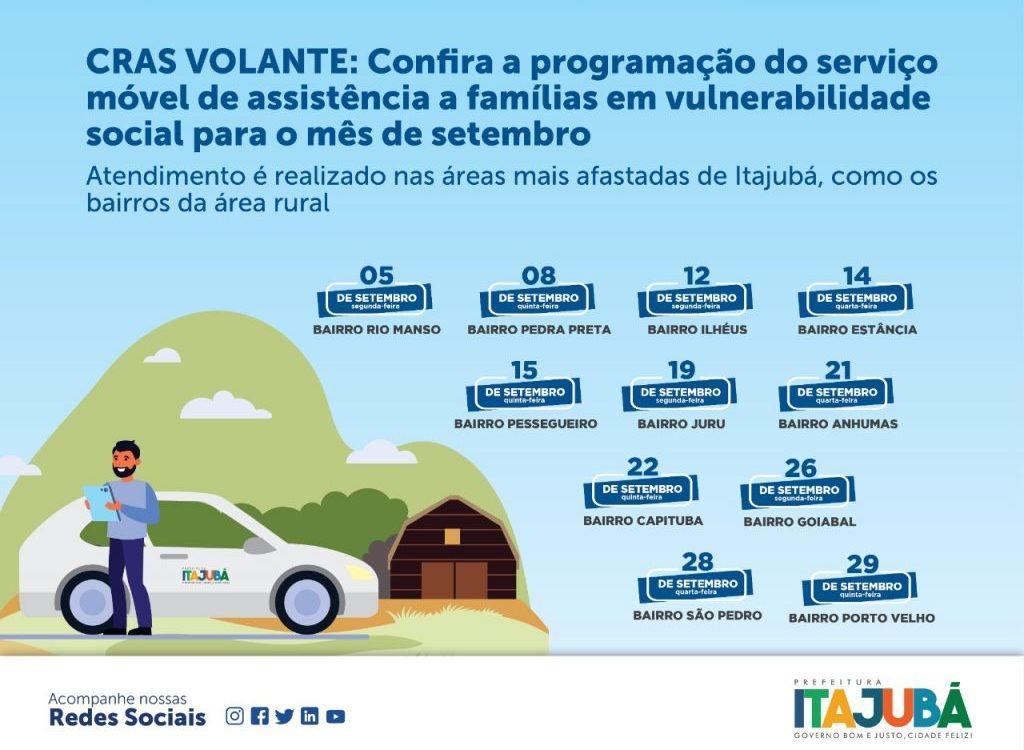 CRAS VOLANTE: Confira a programação do serviço
móvel de assistência a famílias em vulnerabilidade
social para o mês de setembro
Atendimento é realizado nas áreas mais afastadas de Itajubá, como os
bairros da área rural
05
DE SETEMBRO
segunda-feira
BAIRRO RIO MANSO
08
DE SETEMBRO
quinta-feira
BAIRRO PEDRA PRETA
12
DE SETEMBRO
segunda-feira
BAIRRO ILHÉUS
14
DE SETEMBRO
quarta-feira
BAIRRO ESTÂNCIA
15
DE SETEMBRO
quinta-feira
BAIRRO PESSEGUEIRO
19
DE SETEMBRO
segunda-feira
BAIRRO JURU
21
DE SETEMBRO
quarta-feira
BAIRRO ANHUMAS
22
DE SETEMBRO
quinta-feira
BAIRRO CAPITUBA
26
DE SETEMBRO
segunda-feira
BAIRRO GOIABAL
28
DE SETEMBRO
quarta-feira
BAIRRO SÃO PEDRO
29
DE SETEMBRO
quinta-feira
BAIRRO PORTO VELHO
PREFEITURA
ITAJUBÁ
Acompanhe nossas
Redes Sociais
PREFEITURA
ITAJUBÁ
GOVERNO BOM E JUSTO, CIDADE FELIZ!